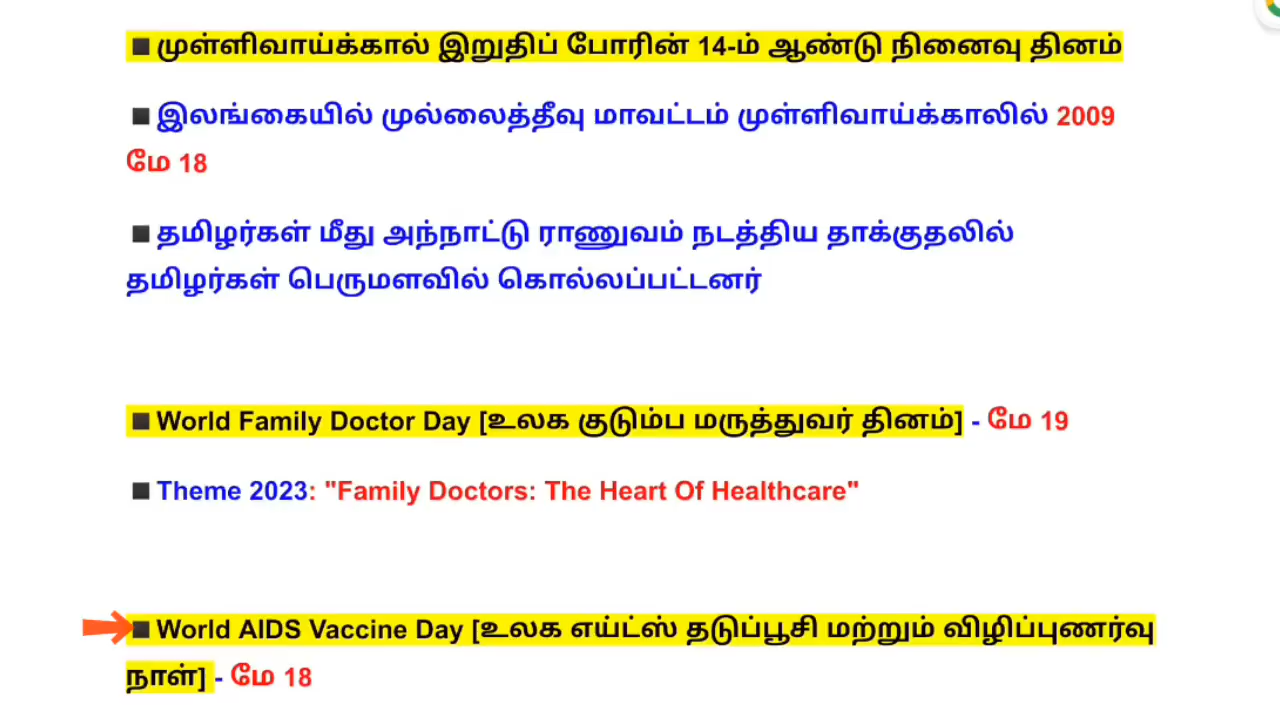 ◾முள்ளிவாய்க்கால் இறுதிப் போரின் 14-ம் ஆண்டு நினைவு தினம்
◾இலங்கையில் முல்லைத்தீவு மாவட்டம் முள்ளிவாய்க்காலில் 2009
மே 18
◾தமிழர்கள் மீது அந்நாட்டு ராணுவம் நடத்திய தாக்குதலில்
தமிழர்கள் பெருமளவில் கொல்லப்பட்டனர்
◾World Family Doctor Day [உலக குடும்ப மருத்துவர் தினம்] - மே 19
◾Theme 2023: "Family Doctors: The Heart Of Healthcare"
◾World AIDS Vaccine Day [உலக எய்ட்ஸ் தடுப்பூசி மற்றும் விழிப்புணர்வு
நாள்] - மே 18